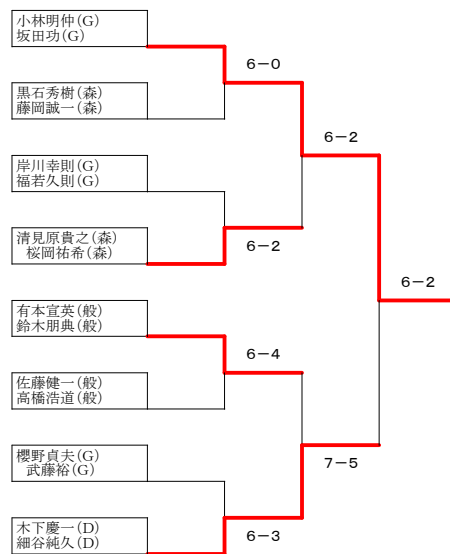 小林明仲(G)
坂田功(G)
6-0
黒石秀樹(森)
藤岡誠一(森)
6-2
岸川幸則(G)
福若久則(G)
清見原貴之(森)
桜岡祐希(森)
6-2
6-2
有本宣英(般)
鈴木朋典(般)
6-4
佐藤健一(般)
高橋浩道(般)
櫻野貞夫(G)
武藤裕(G)
7-5
木下慶一(D)
細谷純久(D)
6-3